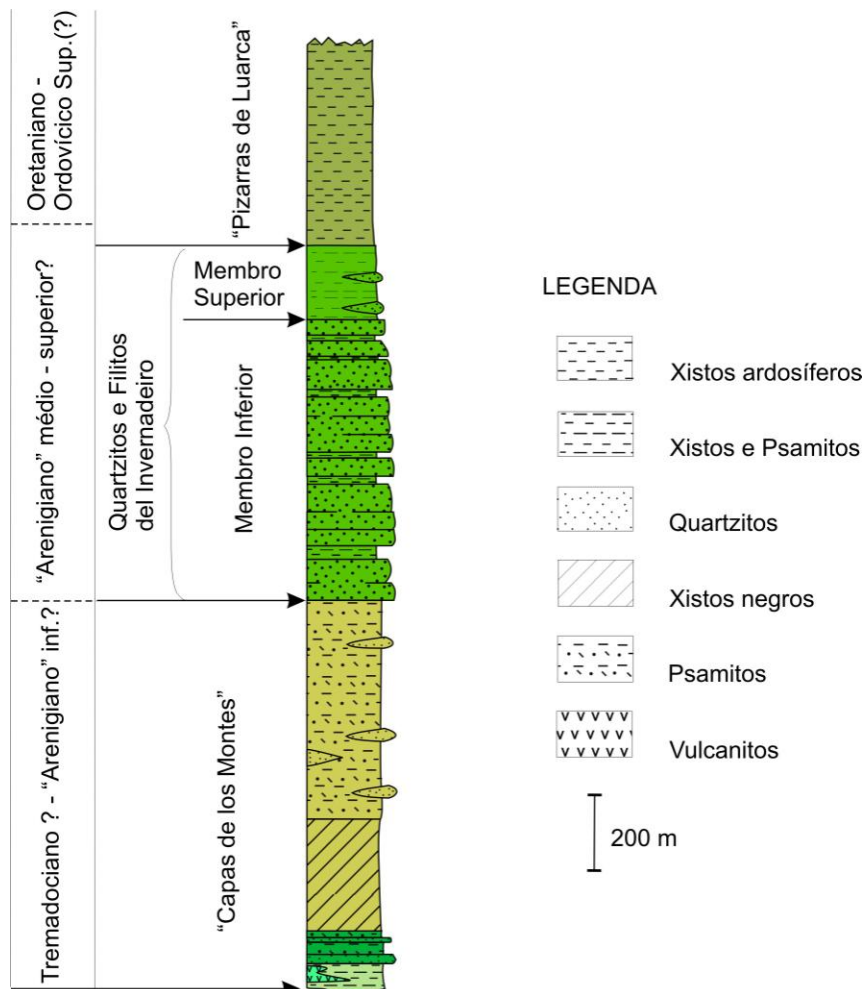 Oretaniano -
Ordovícico Sup.(?)
“Arenigiano” médio - superior?
Tremadociano ? - “Arenigiano” inf.?
“Pizarras de Luarca”
Quartzitos e Filitos
del Invernadeiro
Membro
Superior
Membro Inferior
“Capas de los Montes”
LEGENDA
Xistos ardosíferos
Xistos e Psamitos
Quartzitos
Xistos negros
Psamitos
Vulcanitos
200 m